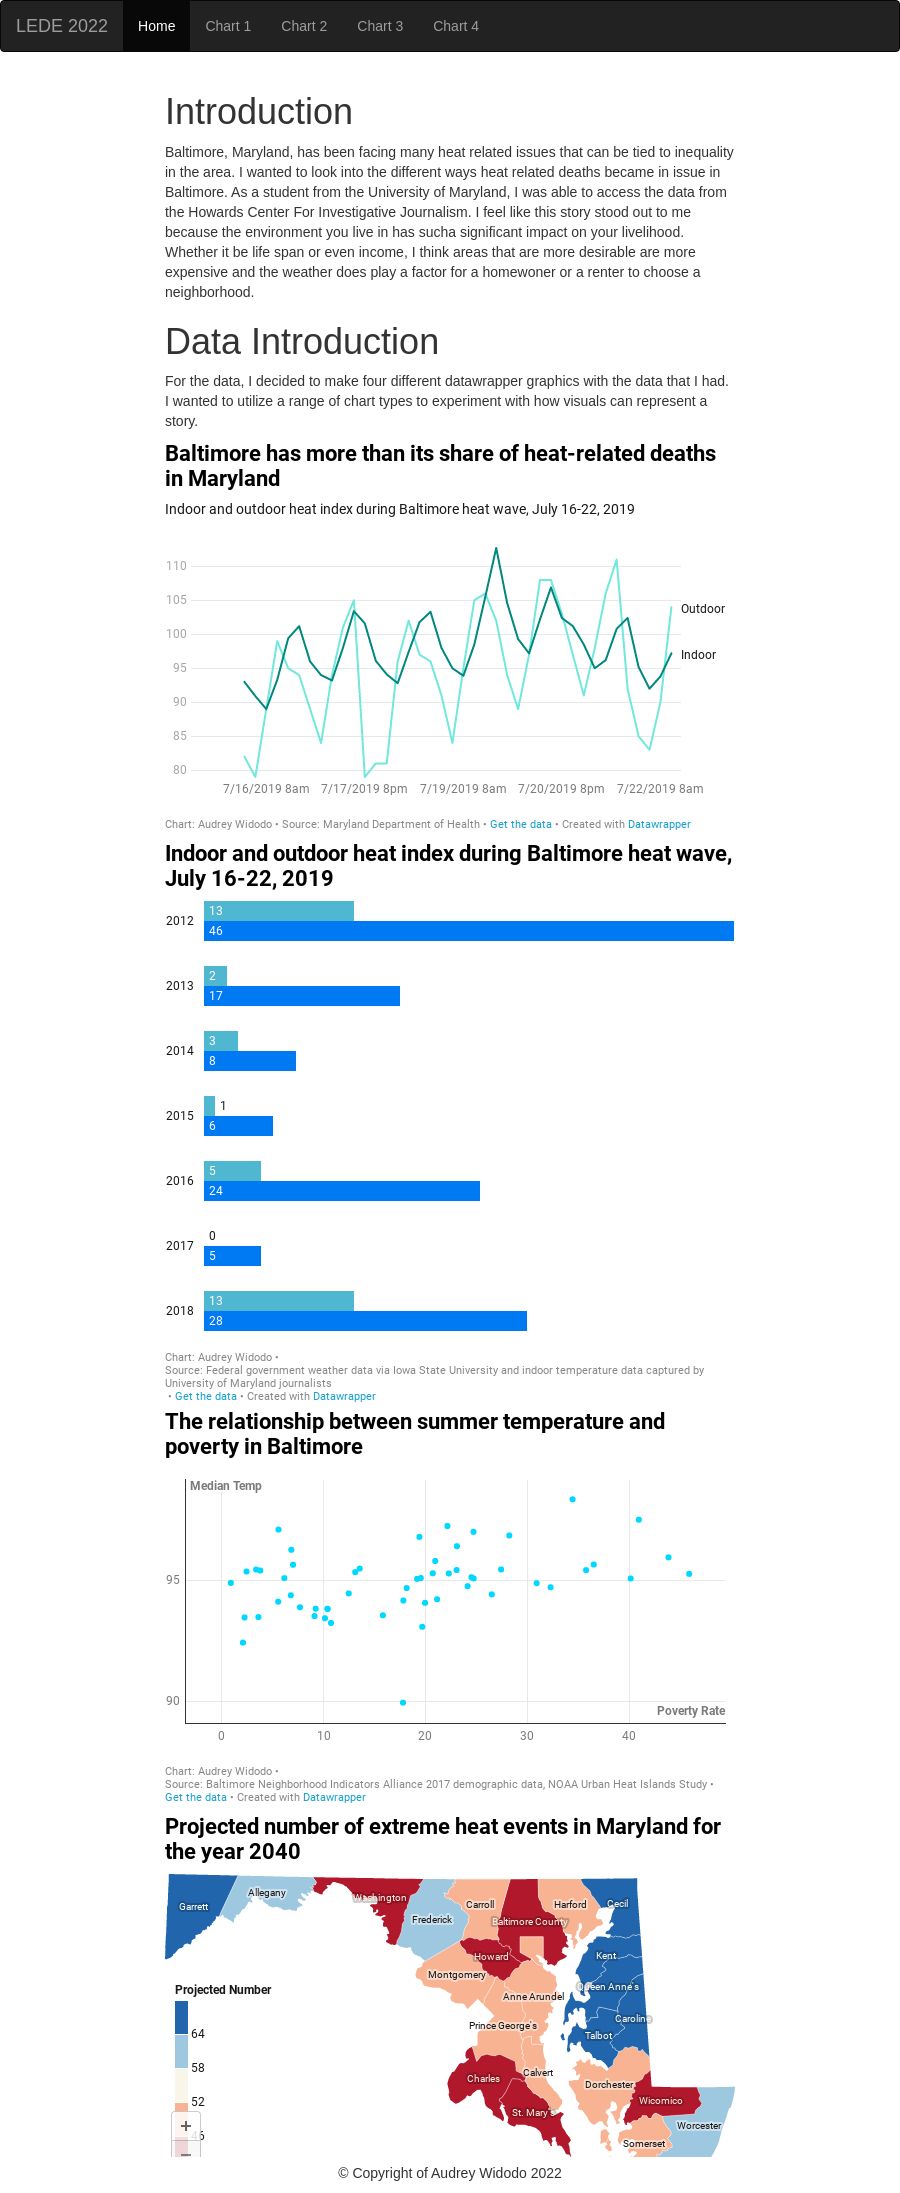 LEDE 2022 Home Chart 1 Chart 2 Chart 3 Chart 4
Introduction
Baltimore, Maryland, has been facing many heat related issues that can be tied to inequality
in the area. I wanted to look into the different ways heat related deaths became in issue in
Baltimore. As a student from the University of Maryland, I was able to access the data from
the Howards Center For Investigative Journalism. I feel like this story stood out to me
because the environment you live in has sucha significant impact on your livelihood.
Whether it be life span or even income, I think areas that are more desirable are more
expensive and the weather does play a factor for a homewoner or a renter to choose a
neighborhood.
Data Introduction
For the data, I decided to make four different datawrapper graphics with the data that I had.
I wanted to utilize a range of chart types to experiment with how visuals can represent a
story.
Baltimore has more than its share of heat-related deaths
in Maryland
Indoor and outdoor heat index during Baltimore heat wave, July 16-22, 2019
110
105
Outdoor
100
Indoor
95
90
85
80
7/16/2019 8am 7/17/2019 8pm 7/19/2019 8am 7/20/2019 8pm 7/22/2019 8am
Chart: Audrey Widodo • Source: Maryland Department of Health • Get the data • Created with Datawrapper
Indoor and outdoor heat index during Baltimore heat wave,
July 16-22, 2019
13
2012
46
2
2013
17
3
2014
8
1
2015
6
5
2016
24
0
2017
5
13
2018
28
Chart: Audrey Widodo •
Source: Federal government weather data via Iowa State University and indoor temperature data captured by
University of Maryland journalists
• Get the data • Created with Datawrapper
The relationship between summer temperature and
poverty in Baltimore
Median Temp
95
90
Poverty Rate
0 10 20 30 40
Chart: Audrey Widodo •
Source: Baltimore Neighborhood Indicators Alliance 2017 demographic data, NOAA Urban Heat Islands Study •
Get the data • Created with Datawrapper
Projected number of extreme heat events in Maryland for
the year 2040
Allegany
Washington
Garrett
Carroll
Harford
Cecil
Frederick
Baltimore County
Howard
Kent
Montgomery
Queen Anne's
Projected Number
Anne Arundel
Caroline
Prince George's
64
Talbot
58
Calvert
Charles
Dorchester
52
Wicomico
St. Mary's
Worcester
+
Somerset
−
© Copyright of Audrey Widodo 2022